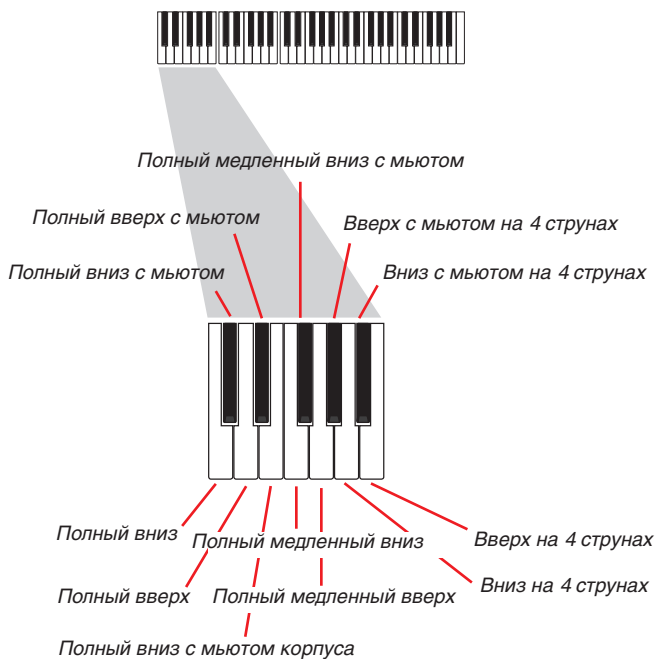 Полный медленный вниз с мьютом
Полный вверх с мьютом
Вверх с мьютом на 4 струнах
Полный вниз с мьютом
Вниз с мьютом на 4 струнах
Полный вниз
Полный медленный вниз
Вверх на 4 струнах
Полный вверх
Полный медленный вверх
Вниз на 4 струнах
Полный вниз с мьютом корпуса